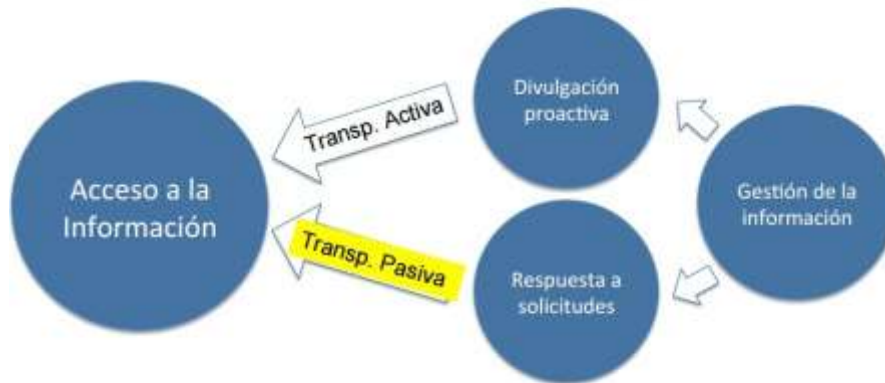 Acceso a la
Información
Transp. Activa
Transp. Pasiva
Divulgación
proactiva
Respuesta a
solicitudes
Gestión de la
información